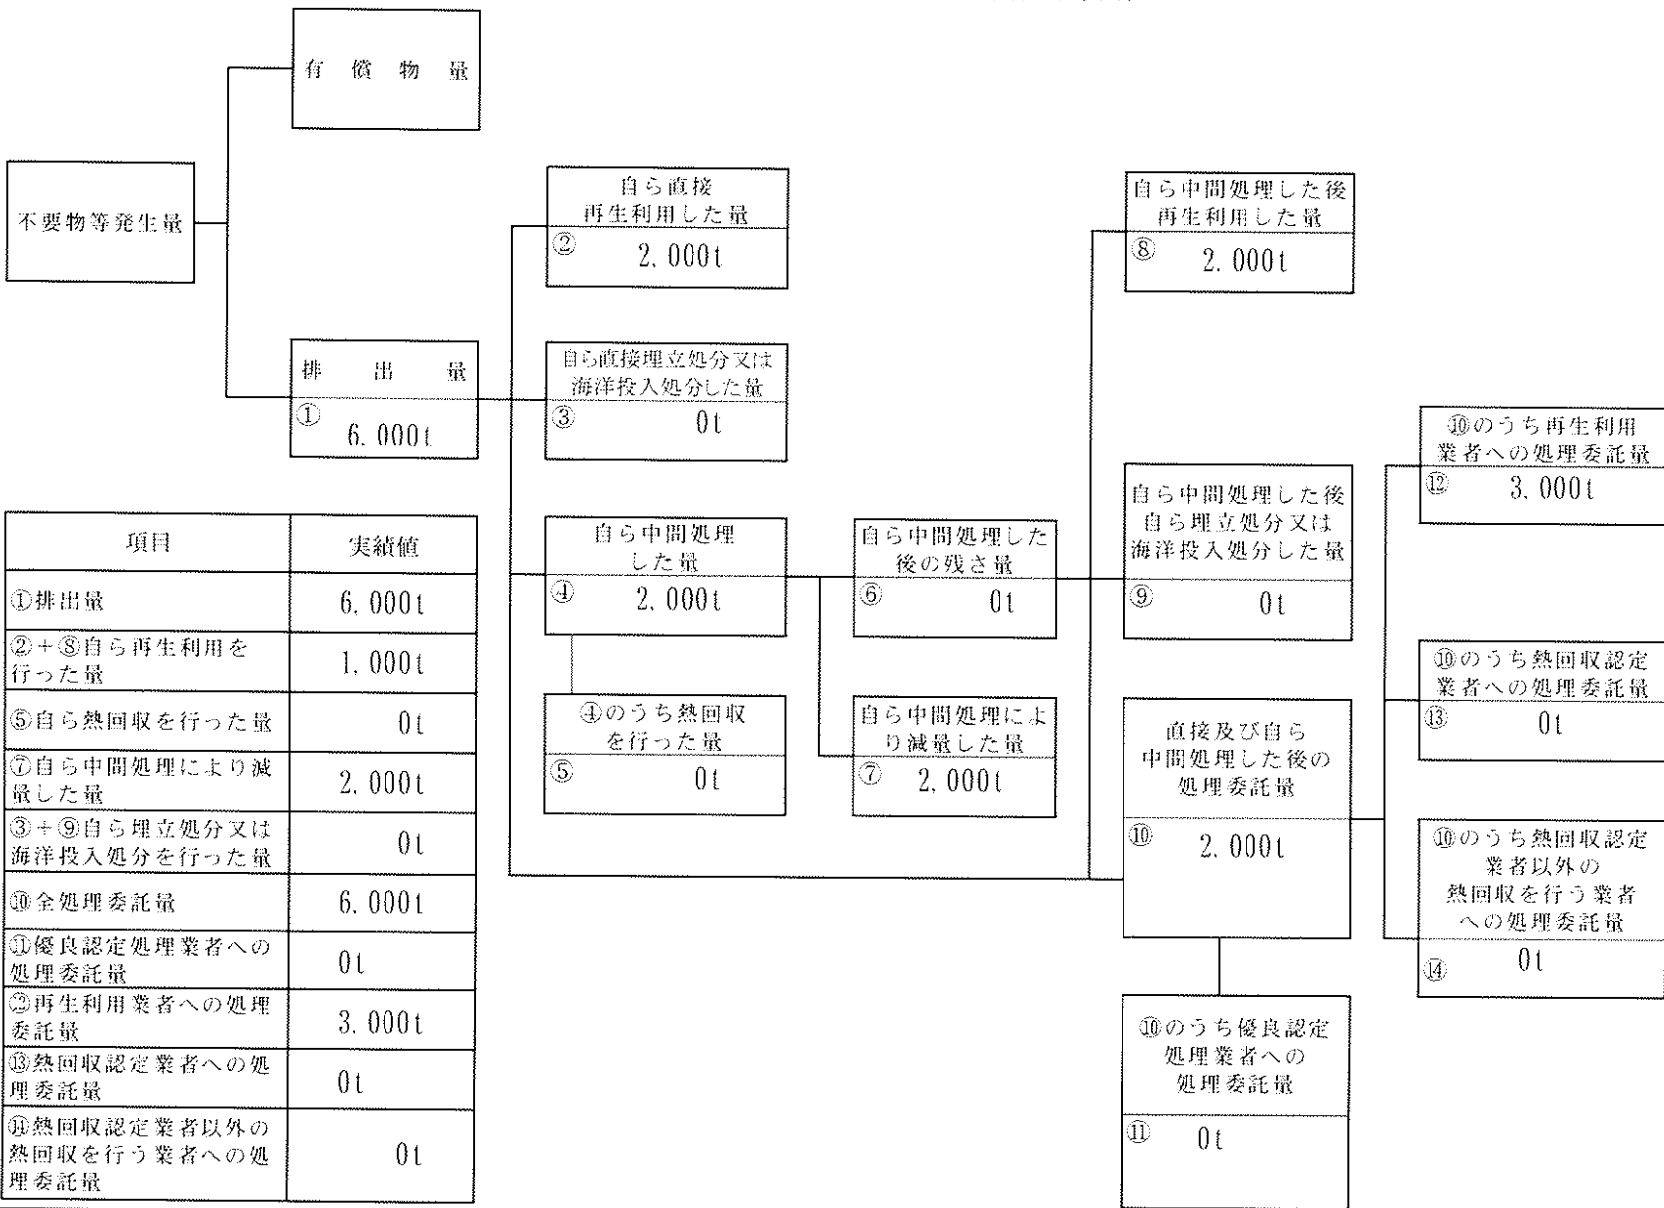 有償物量
不要物等発生量
排出量
① 6.000t
自ら直接
再生利用した量
② 2.000t
自ら直接埋立処分又は
海洋投入処分した量
③ 0t
自ら中間処理
した量
④ 2.000t
④のうち熱回収
を行った量
⑤ 0t
自ら中間処理した
後の残さ量
⑥ 0t
自ら中間処理によ
り減量した量
⑦ 2,000t
自ら中間処理した後
再生利用した量
⑧ 2.000t
自ら中間処理した後
自ら埋立処分又は
海洋投入処分した量
⑨ 0t
直接及び自ら
中間処理した後の
処理委託量
⑩ 2.000t
⑩のうち優良認定
処理業者への
処理委託量
⑪ 0t
⑩のうち再生利用
業者への処理委託量
⑫ 3.000t
⑩のうち熱回収認定
業者への処理委託量
⑬ 0t
⑩のうち熱回収認定
業者以外の
熱回収を行う業者
への処理委託量
⑭ 0t
項目 実績値
①排出量 6,000t
②+⑧自ら再生利用を
行った量 1,000t
⑤自ら熱回収を行った量 0t
⑦自ら中間処理により減
量した量 2.000t
③+⑨自ら埋立処分又は
海洋投入処分を行った量 0t
⑩全処理委託量 6.000t
⑪優良認定処理業者への
処理委託量 0t
⑫再生利用業者への処理
委託量 3.000t
⑬熱回収認定業者への処
理委託量 0t
⑭熱回収認定業者以外の
熱回収を行う業者への処
理委託量 0t